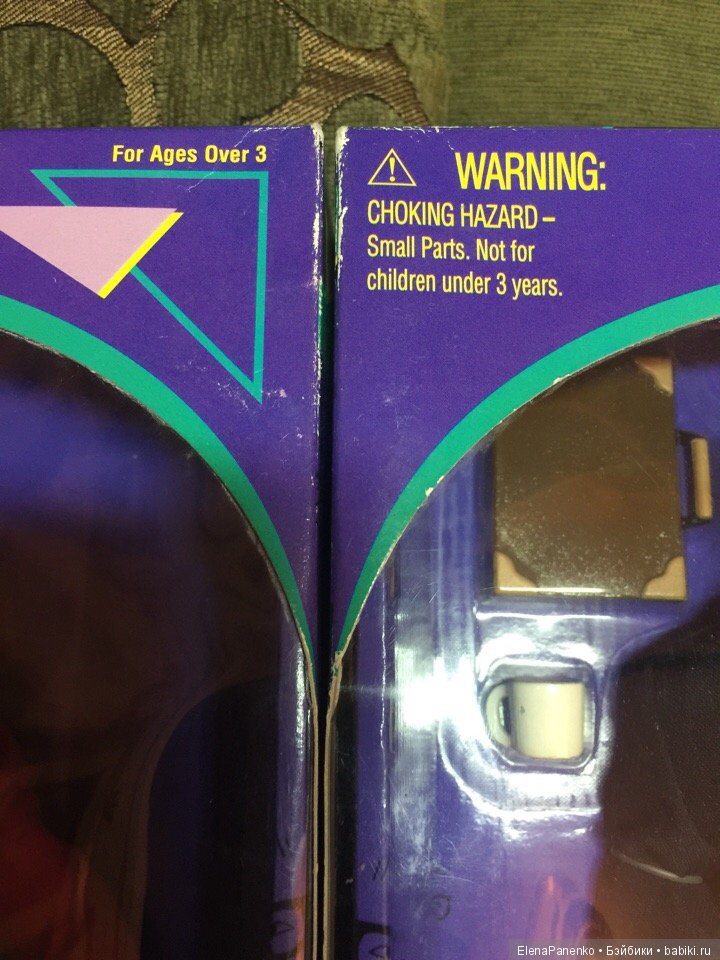 For Ages Over 3
WARNING:
CHOKING HAZARD –
Small Parts. Not for
children under 3 years.
ElenaPanenko • Бэйбики • babiki.ru